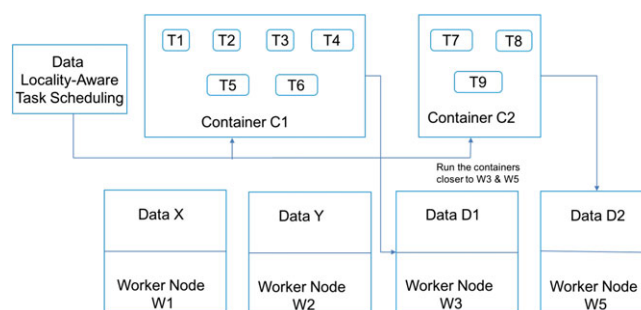 Data
Locality-Aware
Task Scheduling
T1 T2 T3 T4
T5 T6
Container C1
T7 T8
T9
Container C2
Run the containers
closer to W3 & W5
Data X
Worker Node
W1
Data Y
Worker Node
W2
Data D1
Worker Node
W3
Data D2
Worker Node
W5